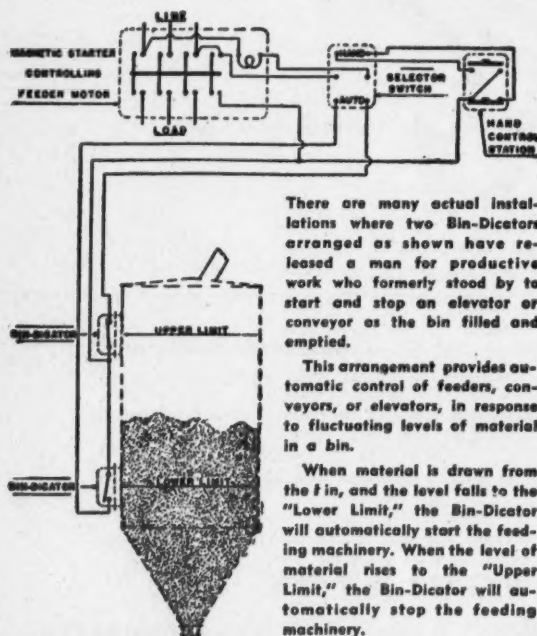 LINE
MAGNETIC STARTER
CONTROLLING
FEEDER MOTOR
LOAD
HAND
AUTO
SELECTOR
SWITCH
HAND
CONTROL
STATION
BIN-DICATOR
UPPER LIMIT
BIN-DICATOR
LOWER LIMIT
There are many actual instal-
lations where two Bin-Dicators
arranged as shown have re-
leased a man for productive
work who formerly stood by to
start and stop an elevator or
conveyor as the bin filled and
emptied.
This arrangement provides au-
tomatic control of feeders, con-
veyors, or elevators, in response
to fluctuating levels of material
in a bin.
When material is drawn from
the bin, and the level falls to the
"Lower Limit," the Bin-Dicator
will automatically start the feed-
ing machinery. When the level of
material rises to the "Upper
Limit," the Bin-Dicator will au-
tomatically stop the feeding
machinery.